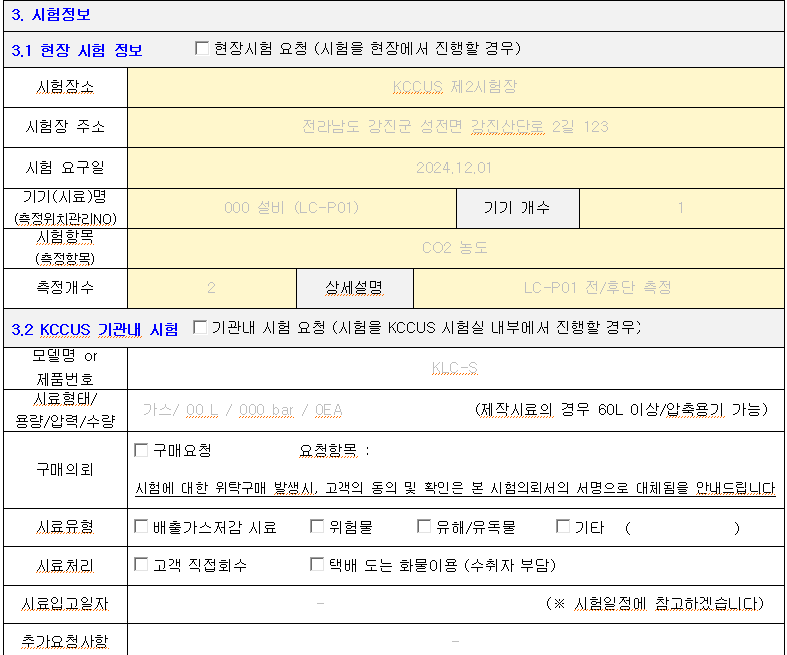 3. 시험정보
3.1 현장 시험 정보 현장시험 요청 (시험을 현장에서 진행할 경우)
시험장소 KCCUS 제2시험장
시험장 주소 전라남도 강진군 성전면 강진산단로 2길 123
시험 요구일 2024.12.01
기기(시료)명
(측정위치관리NO) 000 설비 (LC-P01) 기기 개수 1
시험항목
(측정항목) CO2 농도
측정개수 2 상세설명 LC-P01 전/후단 측정
3.2 KCCUS 기관내 시험 기관내 시험 요청 (시험을 KCCUS 시험실 내부에서 진행할 경우)
모델명 or
제품번호 KLC-S
시료형태/
용량/압력/수량 가스/ 00 L / 000 bar / 0EA (제작시료의 경우 60L 이상/압축용기 가능)
구매의뢰 구매요청 요청항목 :
시험에 대한 위탁구매 발생시, 고객의 동의 및 확인은 본 시험의뢰서의 서명으로 대체됨을 안내드립니다
시료유형 배출가스저감 시료 위험물 유해/유독물 기타 ( )
시료처리 고객 직접회수 택배 도는 화물이용 (수취자 부담)
시료입고일자 - (※ 시험일정에 참고하겠습니다)
추가요청사항 -